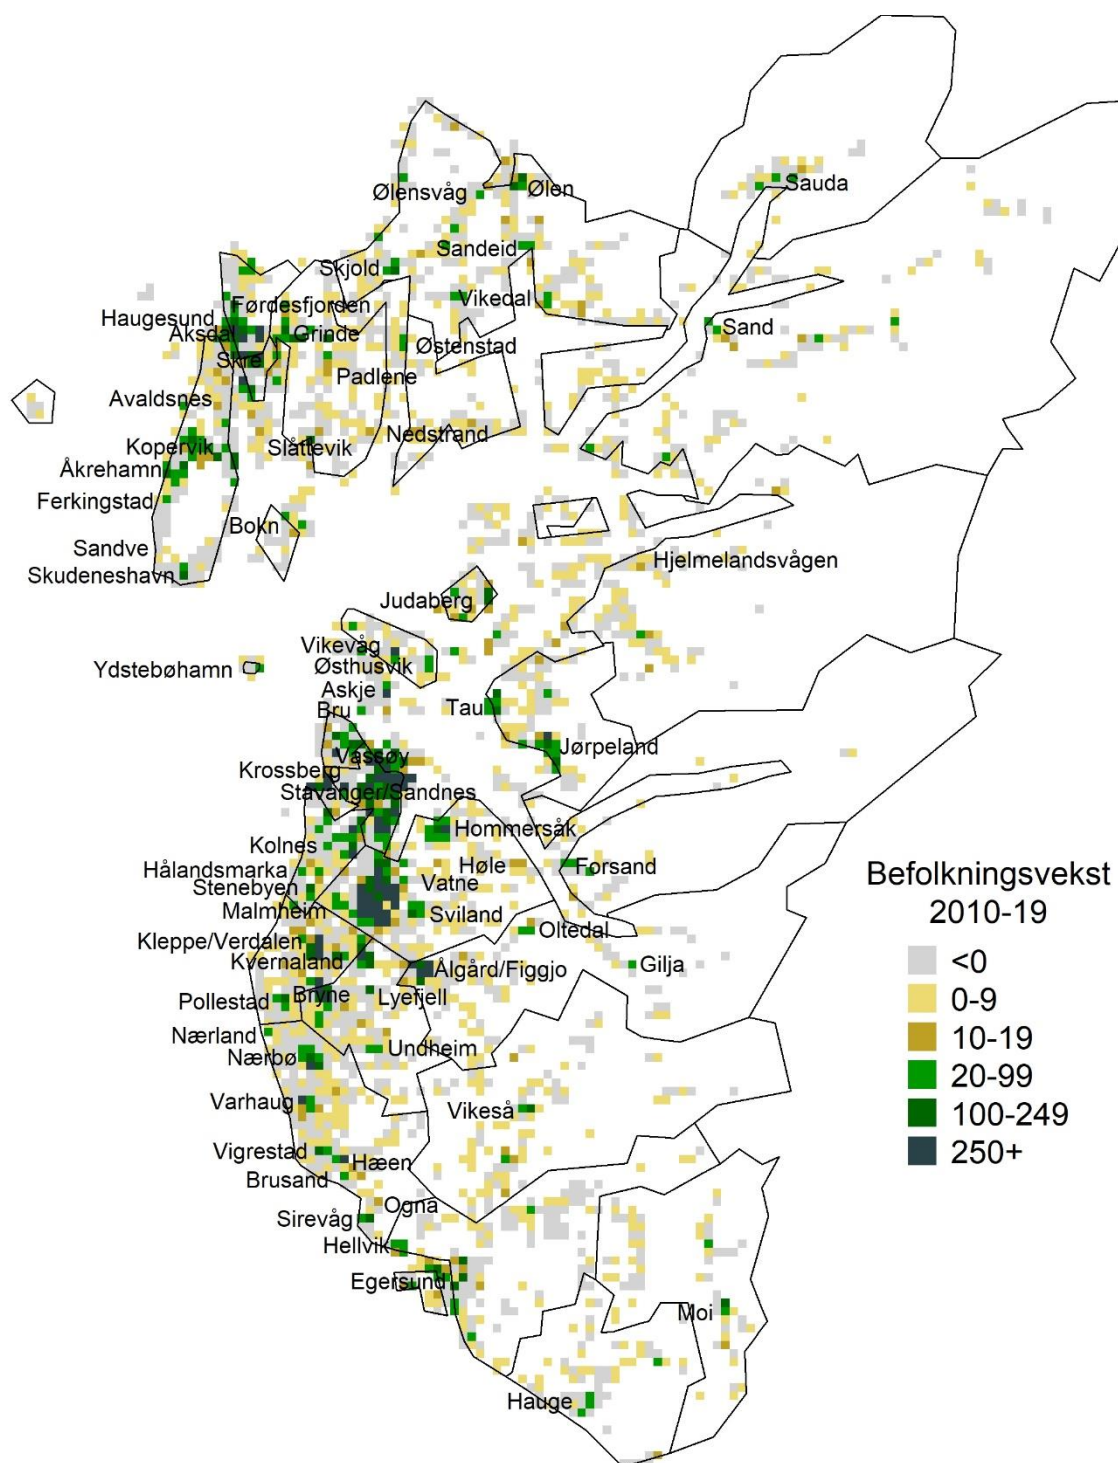 Ølensvåg
Ølen
Sauda
Sandeid
Skjold
Førdesfjorden
Vikedal
Haugesund
Aksdal
Grinde
Østenstad
Sand
Skre
Padlene
Avaldsnes
Kopervik
Slåttevik
Nedstrand
Åkrehamn
Ferkingstad
Bokn
Sandve
Skudeneshavn
Hjelmelandsvågen
Judaberg
Vikevåg
Østhusvik
Ydstebøhamn
Askje
Bru
Tau
Vassøy
Jørpeland
Krossberg
Stavanger/Sandnes
Hommersåk
Kolnes
Hålandsmarka
Høle
Forsand
Stenebyen
Vatne
Malmheim
Sviland
Oltedal
Kleppe/Verdalen
Kvernaland
Ålgård/Figgjo
Gilja
Pollestad
Bryne
Lyefjell
Nærland
Nærbø
Undheim
Varhaug
Vikeså
Vigrestad
Hæen
Brusand
Ogna
Sirevåg
Hellvik
Egersund
Moi
Hauge
Befolkningsvekst
2010-19
<0
0-9
10-19
20-99
100-249
250+